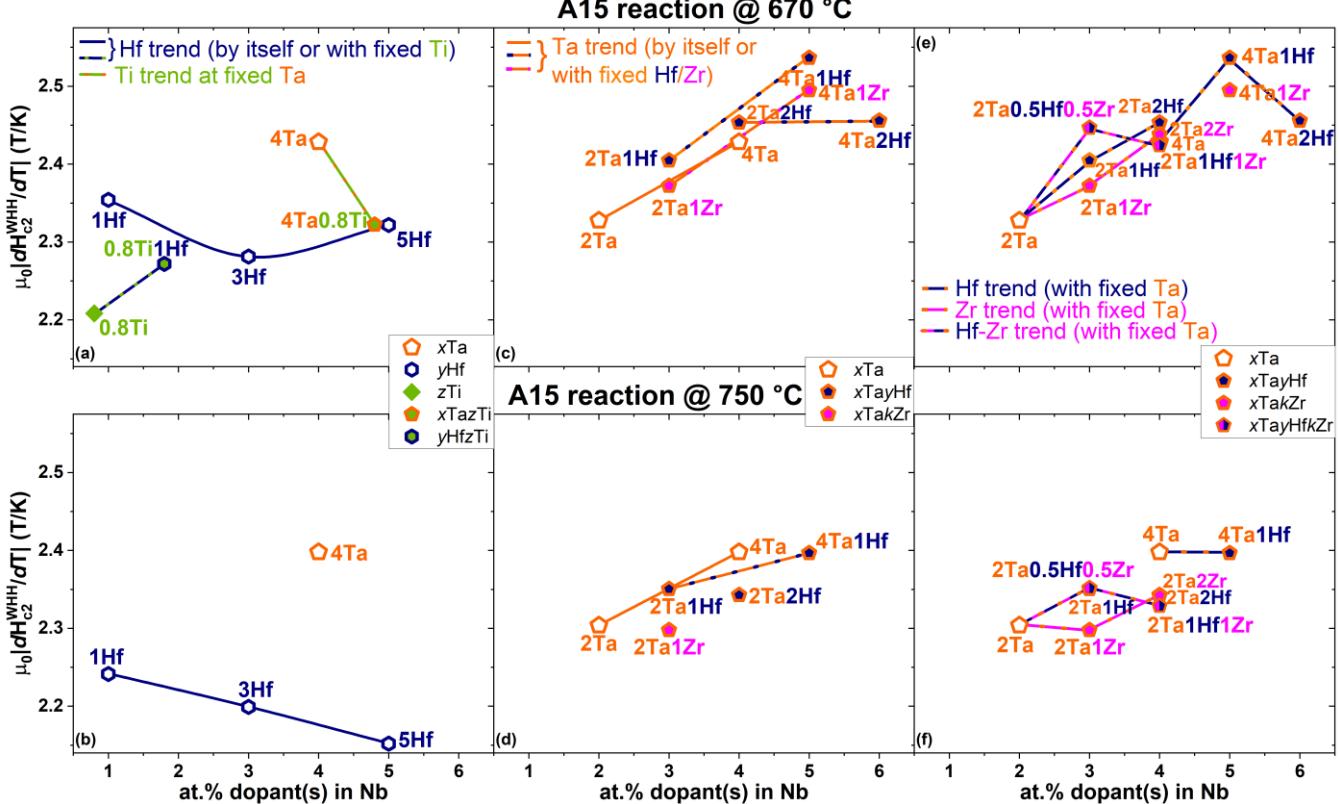 A15 reaction @ 670 °C
} Hf trend (by itself or with fixed Ti)
Ti trend at fixed Ta
4Ta
1Hf
0.8Ti1Hf
0.8Ti
3Hf
4Ta0.8Ti
5Hf
(a)
2.5
2.4
2.3
2.2
μ0|dHc2WHH/dT| (T/K)
xTa
yHf
zTi
xTazTi
yHfzTi
} Ta trend (by itself or
with fixed Hf/Zr)
4Ta1Hf
4Ta1Zr
2Ta2Hf
4Ta2Hf
2Ta1Hf
4Ta
2Ta1Zr
2Ta
(c)
xTa
xTayHf
xTakZr
(e)
4Ta1Hf
4Ta1Zr
4Ta2Hf
2Ta0.5Hf0.5Zr
2Ta2Hf
2Ta2Zr
4Ta
2Ta1Hf1Zr
2Ta1Hf
2Ta1Zr
2Ta
Hf trend (with fixed Ta)
Zr trend (with fixed Ta)
Hf-Zr trend (with fixed Ta)
xTa
xTayHf
xTakZr
xTayHfkZr
A15 reaction @ 750 °C
2.5
2.4
2.3
2.2
μ0|dHc2WHH/dT| (T/K)
4Ta
1Hf
3Hf
5Hf
(b)
1 2 3 4 5 6
at.% dopant(s) in Nb
4Ta
4Ta1Hf
2Ta1Hf
2Ta2Hf
2Ta
2Ta1Zr
(d)
1 2 3 4 5 6
at.% dopant(s) in Nb
4Ta
4Ta1Hf
2Ta0.5Hf0.5Zr
2Ta2Zr
2Ta1Hf
2Ta2Hf
2Ta1Hf1Zr
2Ta
2Ta1Zr
(f)
1 2 3 4 5 6
at.% dopant(s) in Nb